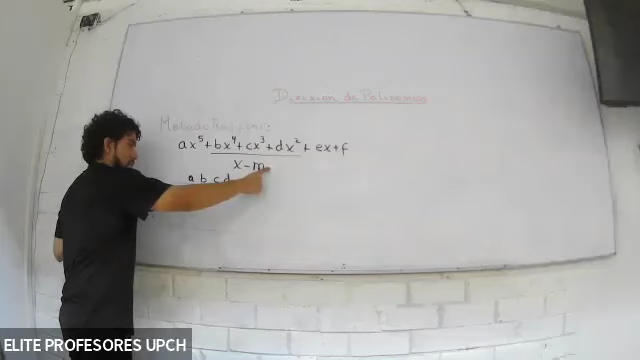 División de Polinomios
Método Ruffini:
ax⁵+bx⁴+cx³+dx²+ex+f
x-m
a b c d
ELITE PROFESORES UPCH